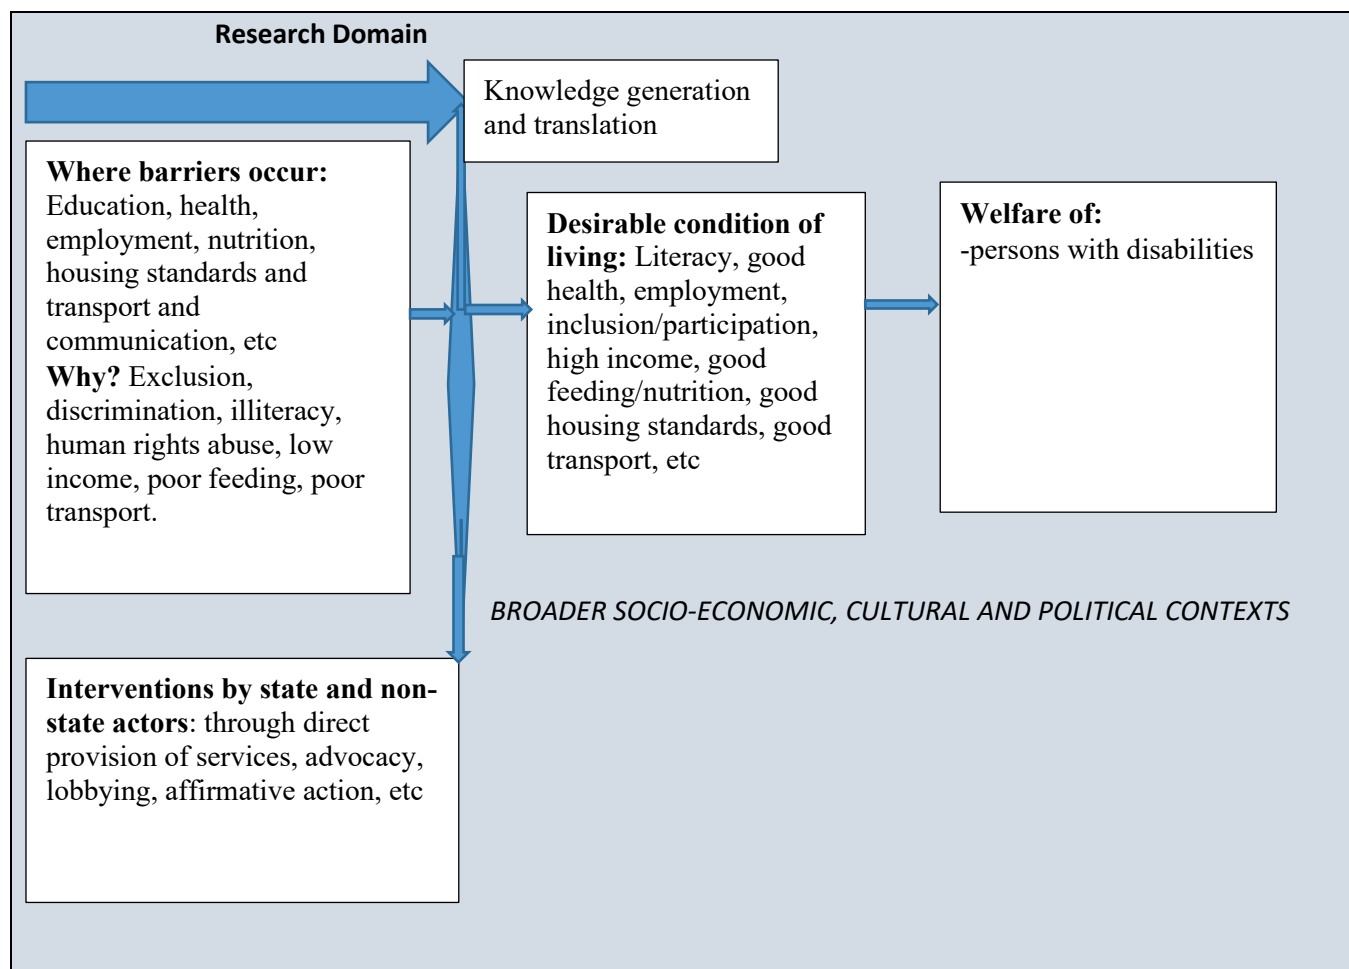 Research Domain
Knowledge generation
and translation
Where barriers occur:
Education, health,
employment, nutrition,
housing standards and
transport and
communication, etc
Why? Exclusion,
discrimination, illiteracy,
human rights abuse, low
income, poor feeding, poor
transport.
Desirable condition of
living: Literacy, good
health, employment,
inclusion/participation,
high income, good
feeding/nutrition, good
housing standards, good
transport, etc
Welfare of:
-persons with disabilities
BROADER SOCIO-ECONOMIC, CULTURAL AND POLITICAL CONTEXTS
Interventions by state and non-
state actors: through direct
provision of services, advocacy,
lobbying, affirmative action, etc